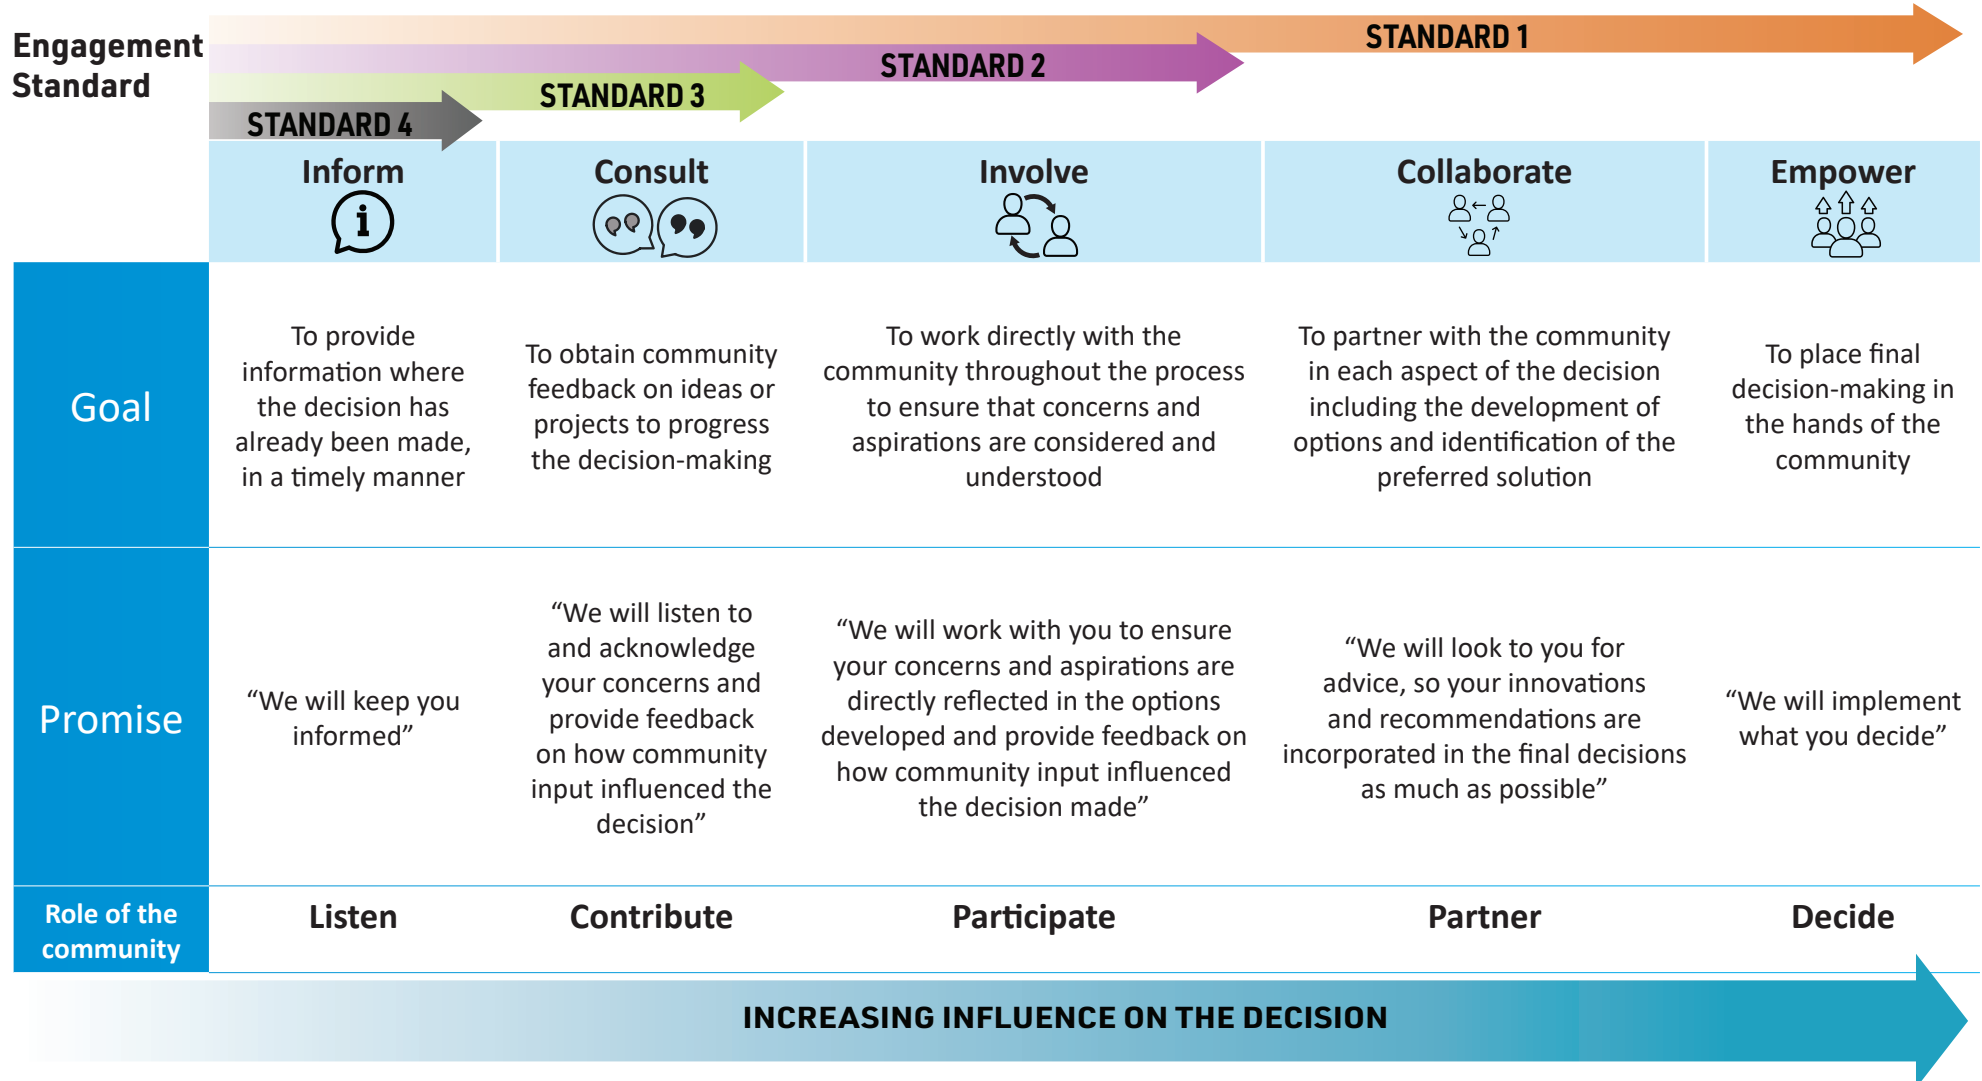 Engagement
Standard
STANDARD 1
STANDARD 2
STANDARD 3
STANDARD 4
Inform
Consult
Involve
Collaborate
Empower
Goal
To provide
information where
the decision has
already been made,
in a timely manner
To obtain community
feedback on ideas or
projects to progress
the decision-making
To work directly with the
community throughout the process
to ensure that concerns and
aspirations are considered and
understood
To partner with the community
in each aspect of the decision
including the development of
options and identification of the
preferred solution
To place final
decision-making in
the hands of the
community
Promise
“We will keep you
informed”
“We will listen to
and acknowledge
your concerns and
provide feedback
on how community
input influenced the
decision”
“We will work with you to ensure
your concerns and aspirations are
directly reflected in the options
developed and provide feedback on
how community input influenced
the decision made”
“We will look to you for
advice, so your innovations
and recommendations are
incorporated in the final decisions
as much as possible”
“We will implement
what you decide”
Role of the
community
Listen
Contribute
Participate
Partner
Decide
INCREASING INFLUENCE ON THE DECISION